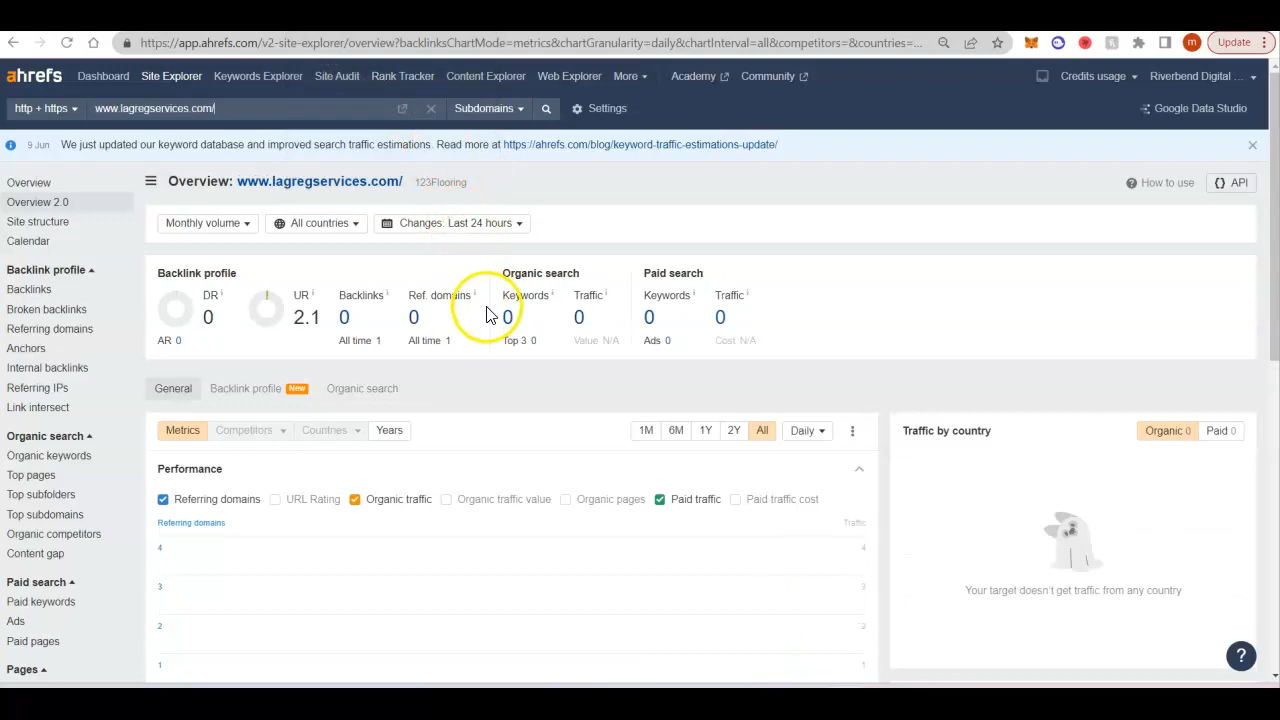 https://app.ahrefs.com/v2-site-explorer/overview?backlinksChartMode=metrics&chartGranularity=daily&chartInterval=all&competitors=&countries=...
m
Update
ahrefs Dashboard Site Explorer Keywords Explorer Site Audit Rank Tracker Content Explorer Web Explorer More Academy Community Credits usage Riverbend Digital ...
http + https www.lagregservices.com/ Subdomains Settings Google Data Studio
9 Jun We just updated our keyword database and improved search traffic estimations. Read more at https://ahrefs.com/blog/keyword-traffic-estimations-update/
Overview
Overview 2.0
Site structure
Calendar
Backlink profile
Backlinks
Broken backlinks
Referring domains
Anchors
Internal backlinks
Referring IPs
Link intersect
Organic search
Organic keywords
Top pages
Top subfolders
Top subdomains
Organic competitors
Content gap
Paid search
Paid keywords
Ads
Paid pages
Pages
Overview: www.lagregservices.com/ 123Flooring
How to use {} API
Monthly volume All countries Changes: Last 24 hours
Backlink profile Organic search Paid search
DR UR Backlinks Ref. domains Keywords Traffic Keywords Traffic
0 2.1 0 0 0 0 0 0
AR 0 All time 1 All time 1 Top 3 0 Value N/A Ads 0 Cost N/A
General Backlink profile New Organic search
Metrics Competitors Countries Years 1M 6M 1Y 2Y All Daily
Performance
Referring domains URL Rating Organic traffic Organic traffic value Organic pages Paid traffic Paid traffic cost
Referring domains Traffic
4 4
3 3
2 2
1 1
Traffic by country Organic 0 Paid 0
Your target doesn't get traffic from any country
?